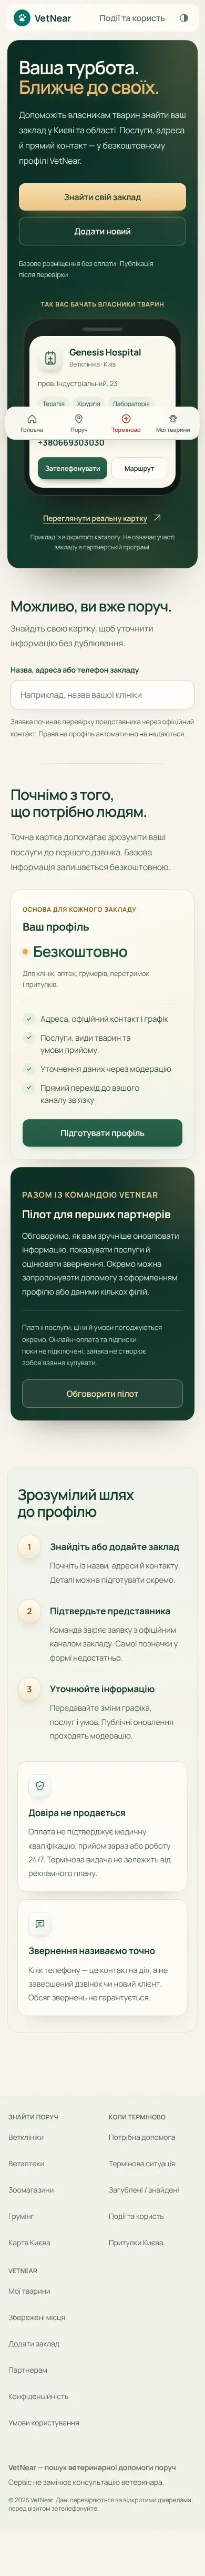 VetNear
Події та користь
Ваша турбота.
Ближче до своїх.
Допоможіть власникам тварин знайти ваш
заклад у Києві та області. Послуги, адреса
й прямий контакт — у безкоштовному
профілі VetNear.
Знайти свій заклад
Додати новий
Базове розміщення без оплати · Публікація
після перевірки
ТАК ВАС БАЧАТЬ ВЛАСНИКИ ТВАРИН
Genesis Hospital
Ветклініка · Київ
пров. Індустріальний, 23
Терапія
Хірургія
Лабораторія
Головна
Поруч
Терміново
Мої тварини
+380669303030
Зателефонувати
Маршрут
Переглянути реальну картку
Приклад із відкритого каталогу. Не означає участі
закладу в партнерській програмі.
Можливо, ви вже поруч.
Знайдіть свою картку, щоб уточнити
інформацію без дублювання.
Назва, адреса або телефон закладу
Наприклад, назва вашої клініки
Заявка починає перевірку представника через офіційний
контакт. Права на профіль автоматично не надаються.
Почнімо з того,
що потрібно людям.
Точна картка допомагає зрозуміти ваші
послуги до першого дзвінка. Базова
інформація залишається безкоштовною.
ОСНОВА ДЛЯ КОЖНОГО ЗАКЛАДУ
Ваш профіль
Безкоштовно
Для клінік, аптек, грумерів, перетримок
і притулків.
Адреса, офіційний контакт і графік
Послуги, види тварин та
умови прийому
Уточнення даних через модерацію
Прямий перехід до вашого
каналу зв'язку
Підготувати профіль
РАЗОМ ІЗ КОМАНДОЮ VETNEAR
Пілот для перших партнерів
Обговоримо, як вам зручніше оновлювати
інформацію, показувати послуги й
оцінювати звернення. Окремо можна
запропонувати допомогу з оформленням
профілю або даними кількох філій.
Платні послуги, ціни й умови погоджуються
окремо. Онлайн-оплата та підписки
поки не підключені; заявка не створює
зобов'язання купувати.
Обговорити пілот
Зрозумілий шлях
до профілю
1
Знайдіть або додайте заклад
Почніть із назви, адреси й контакту.
Деталі можна підготувати окремо.
2
Підтвердьте представника
Команда звіряє заявку з офіційним
каналом закладу. Самої позначки у
формі недостатньо.
3
Уточнюйте інформацію
Передавайте зміни графіка,
послуг і умов. Публічні оновлення
проходять модерацію.
Довіра не продається
Оплата не підтверджує медичну
кваліфікацію, прийом зараз або роботу
24/7. Термінова видача не залежить від
рекламного плану.
Звернення називаємо точно
Клік телефону — це контактна дія, а не
завершений дзвінок чи новий клієнт.
Обсяг звернень не гарантується.
ЗНАЙТИ ПОРУЧ
Ветклініки
Ветаптеки
Зоомагазини
Грумінг
Карта Києва
КОЛИ ТЕРМІНОВО
Потрібна допомога
Термінова ситуація
Загублені / знайдені
Події та користь
Притулки Києва
VETNEAR
Мої тварини
Збережені місця
Додати заклад
Партнерам
Конфіденційність
Умови користування
VetNear — пошук ветеринарної допомоги поруч
Сервіс не замінює консультацію ветеринара.
© 2026 VetNear. Дані перевіряються за відкритими джерелами;
перед візитом зателефонуйте.